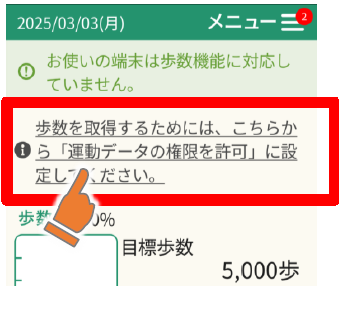 2025/03/03(月)
メニュー
2
お使いの端末は歩数機能に対応し
ていません。
歩数を取得するためには、こちらか
ら「運動データの権限を許可」に設
定してください。
歩数
0%
目標歩数
5,000歩